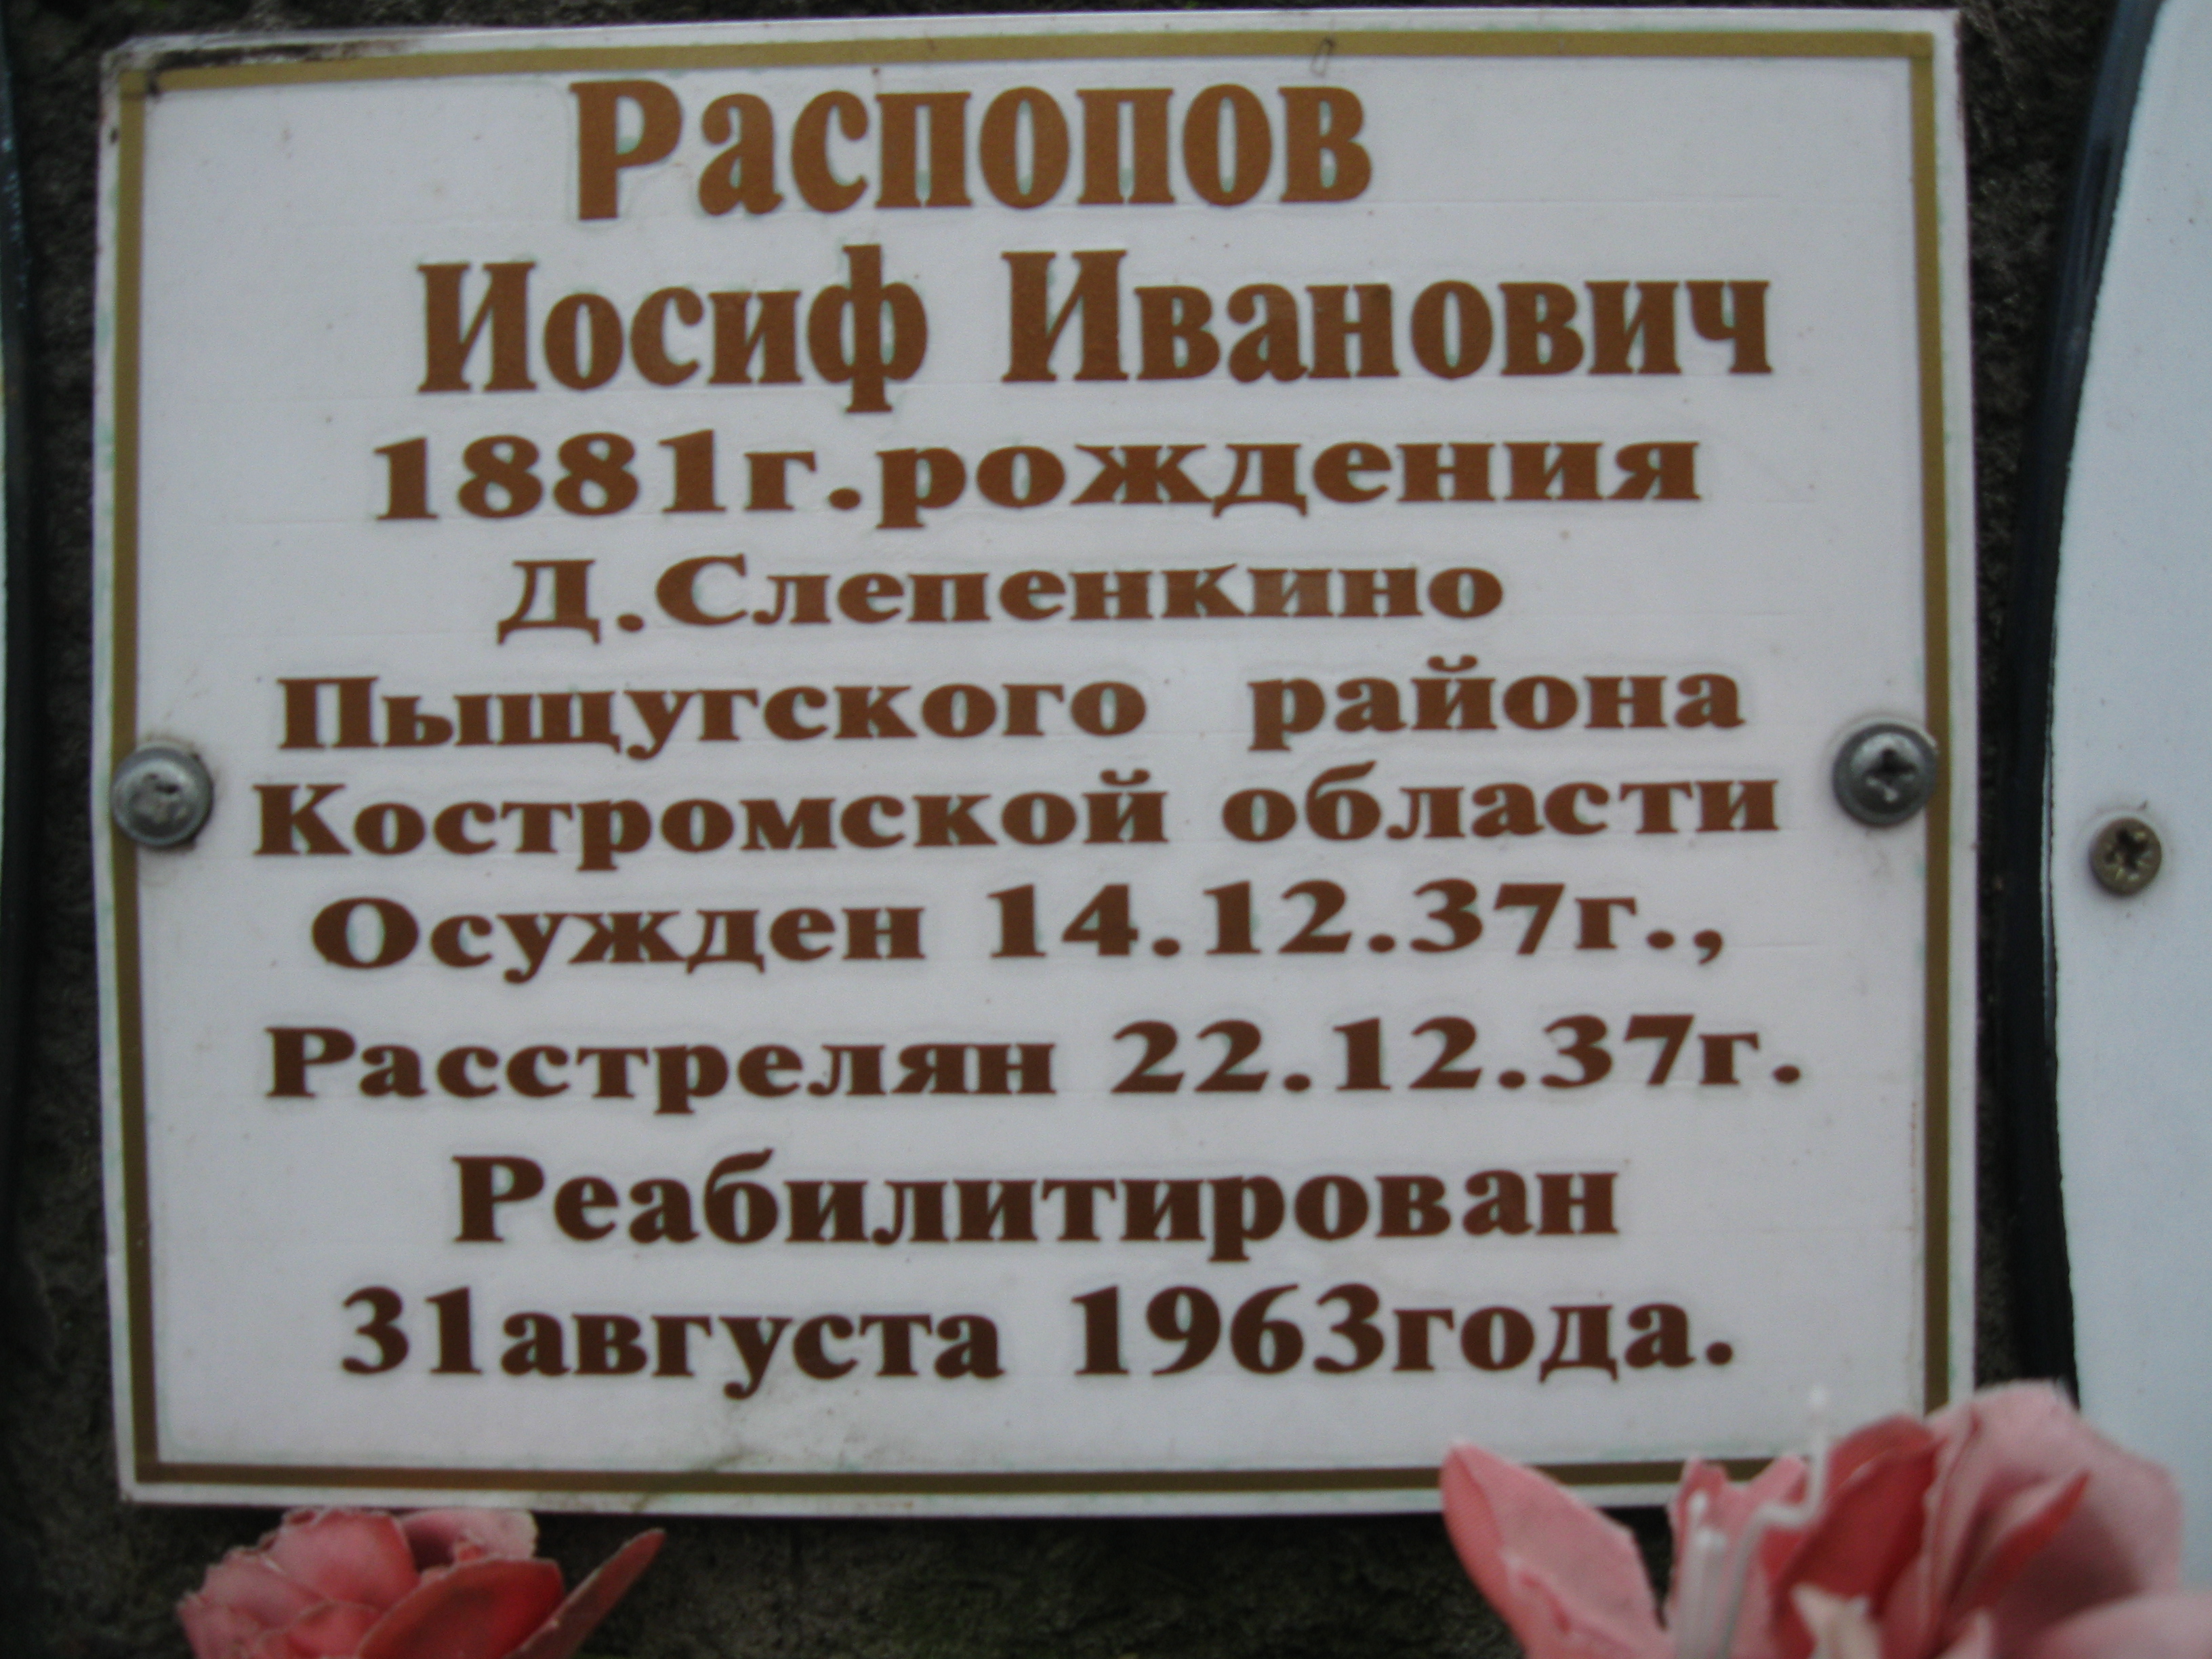 Распопов
Иосиф Иванович
1881г.рождения
Д.Слепенкино
Пыщугского района
Костромской области
Осужден 14.12.37г.,
Расстрелян 22.12.37г.
Реабилитирован
31августа 1963года.